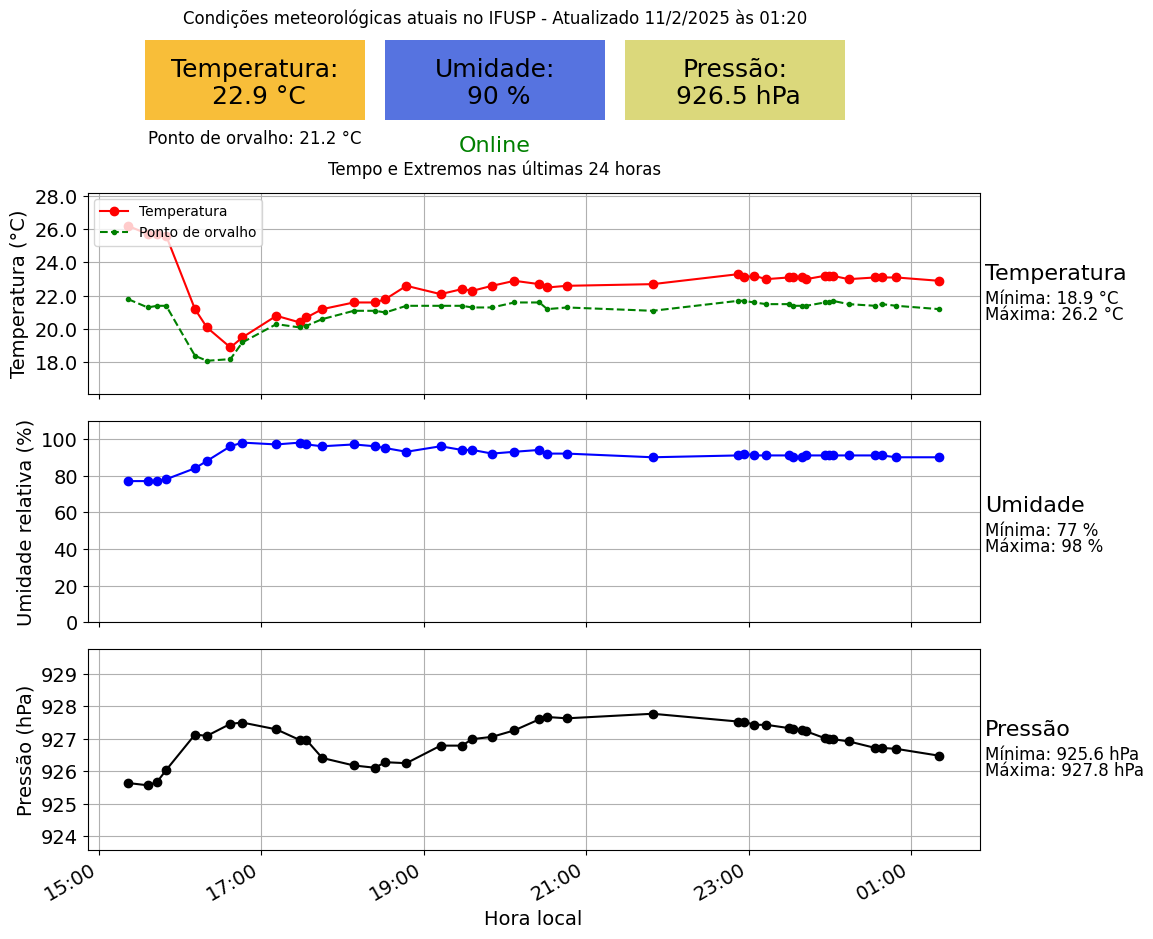 Condições meteorológicas atuais no IFUSP - Atualizado 11/2/2025 às 01:20
Temperatura:
22.9 °C
Umidade:
90 %
Pressão:
926.5 hPa
Ponto de orvalho: 21.2 °C
Online
Tempo e Extremos nas últimas 24 horas
Temperatura (°C)
28.0
26.0
24.0
22.0
20.0
18.0
Temperatura
Ponto de orvalho
Temperatura
Mínima: 18.9 °C
Máxima: 26.2 °C
Umidade relativa (%)
100
80
60
40
20
0
Umidade
Mínima: 77 %
Máxima: 98 %
Pressão (hPa)
929
928
927
926
925
924
Pressão
Mínima: 925.6 hPa
Máxima: 927.8 hPa
15:00
17:00
19:00
21:00
23:00
01:00
Hora local